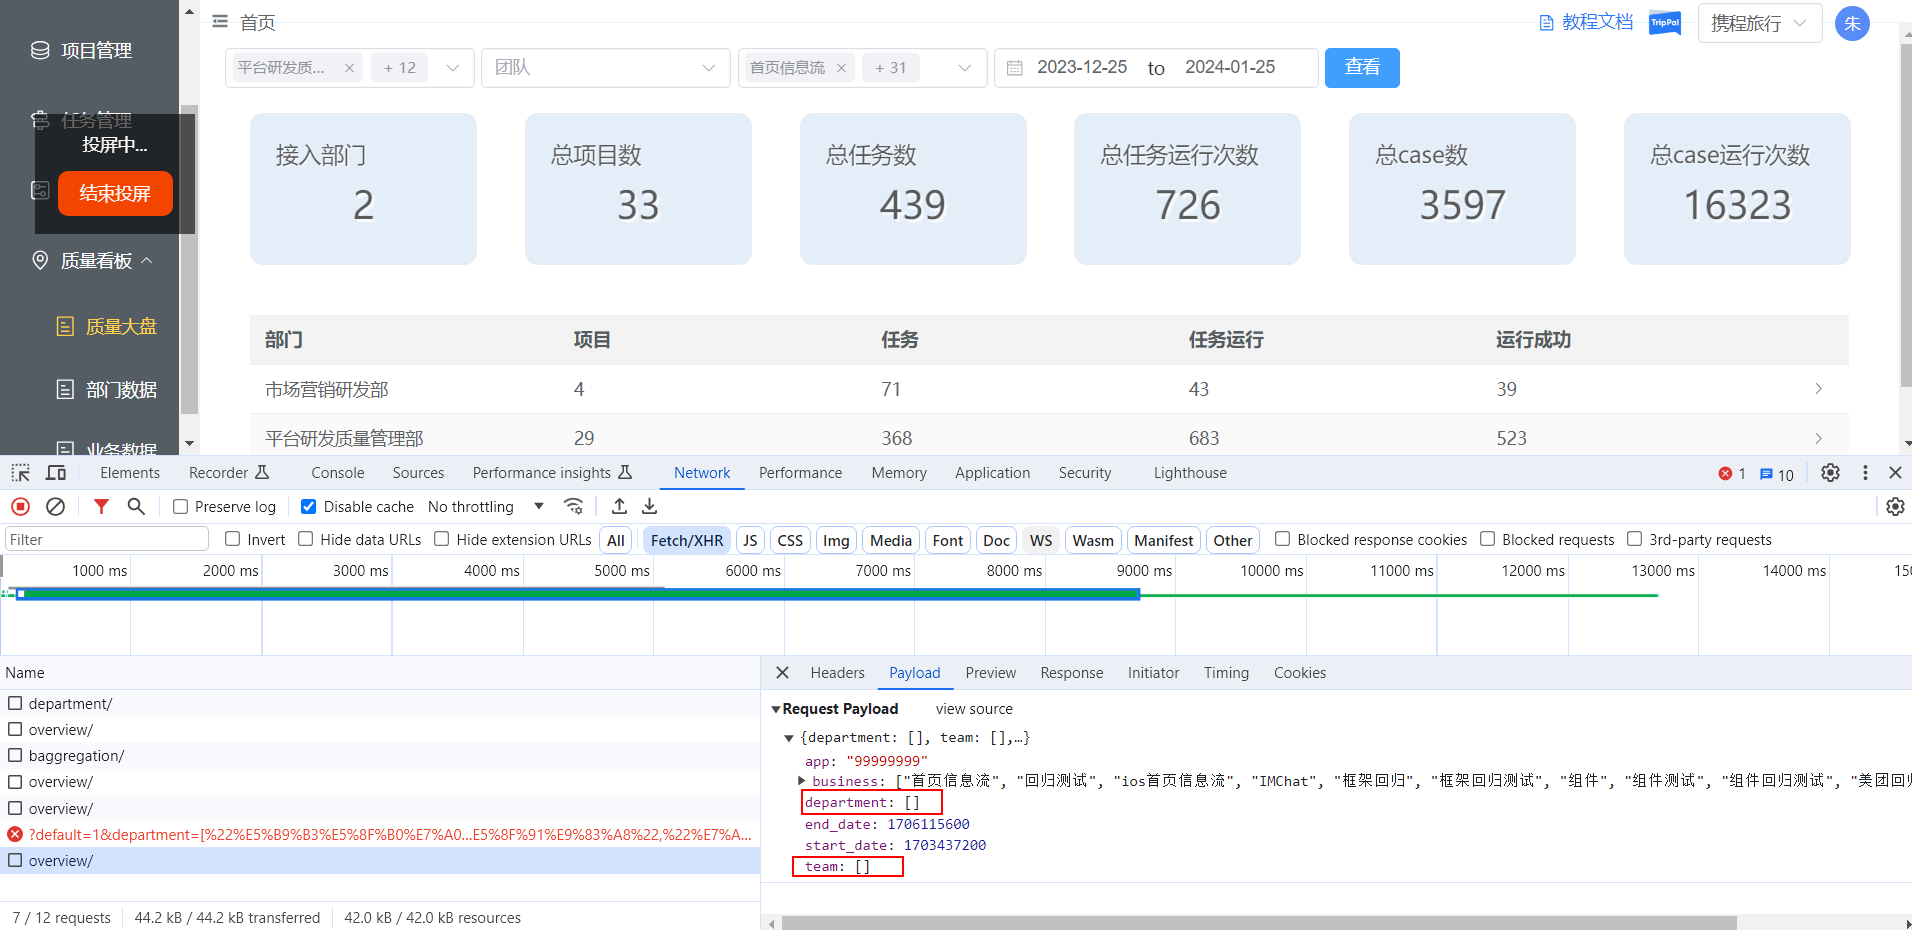 首页
教程文档
TripPal
携程旅行
朱
项目管理
任务管理
投屏中...
结束投屏
质量看板
质量大盘
部门数据
业务数据
平台研发质... × + 12
团队
首页信息流 × + 31
2023-12-25 to 2024-01-25
查看
接入部门
2
总项目数
33
总任务数
439
总任务运行次数
726
总case数
3597
总case运行次数
16323
部门 项目 任务 任务运行 运行成功
市场营销研发部 4 71 43 39
平台研发质量管理部 29 368 683 523
Elements Recorder Console Sources Performance insights Network Performance Memory Application Security Lighthouse 1 10
Preserve log Disable cache No throttling
Filter Invert Hide data URLs Hide extension URLs All Fetch/XHR JS CSS Img Media Font Doc WS Wasm Manifest Other Blocked response cookies Blocked requests 3rd-party requests
1000 ms 2000 ms 3000 ms 4000 ms 5000 ms 6000 ms 7000 ms 8000 ms 9000 ms 10000 ms 11000 ms 12000 ms 13000 ms 14000 ms 150
Name
department/
overview/
baggregation/
overview/
overview/
?default=1&department=[%22%E5%B9%B3%E5%8F%B0%E7%A0...E5%8F%91%E9%83%A8%22,%22%E7%A...
overview/
7 / 12 requests 44.2 kB / 44.2 kB transferred 42.0 kB / 42.0 kB resources
Headers Payload Preview Response Initiator Timing Cookies
Request Payload view source
{department: [], team: [],…}
app: "99999999"
business: ["首页信息流", "回归测试", "ios首页信息流", "IMChat", "框架回归", "框架回归测试", "组件", "组件测试", "组件回归测试", "美团回归
department: []
end_date: 1706115600
start_date: 1703437200
team: []